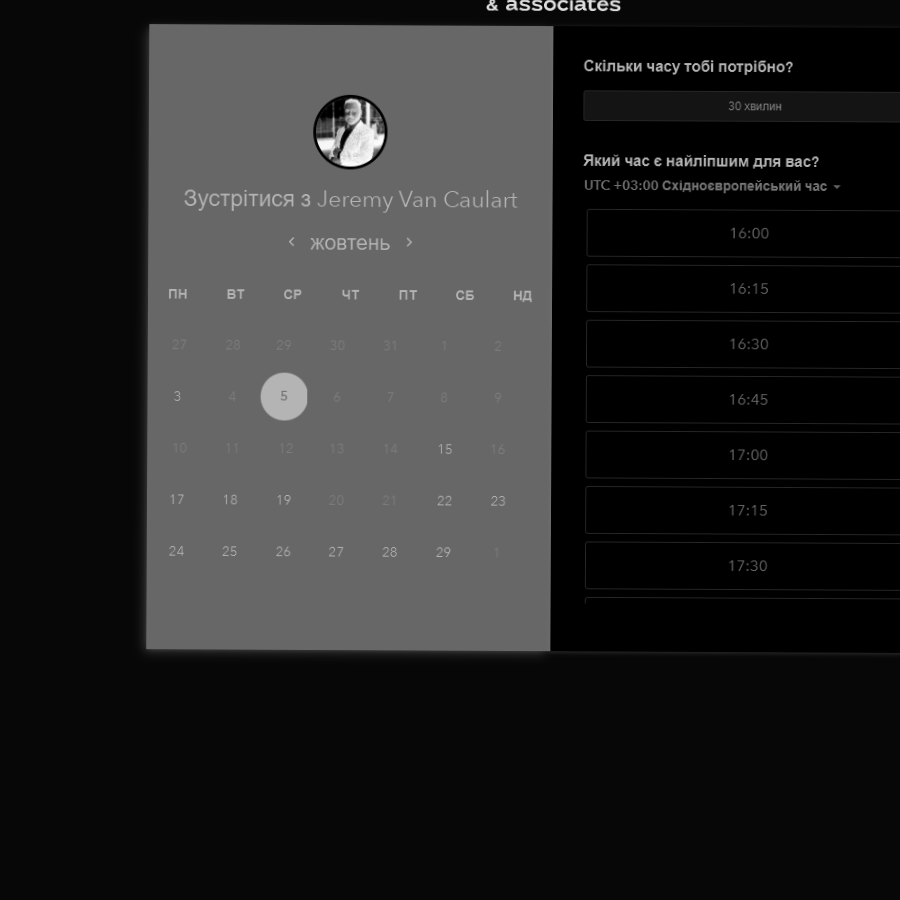 & associates
Зустрітися з Jeremy Van Caulart
жовтень
ПН ВТ СР ЧТ ПТ СБ НД
27 28 29 30 31 1 2
3 4 5 6 7 8 9
10 11 12 13 14 15 16
17 18 19 20 21 22 23
24 25 26 27 28 29 1
Скільки часу тобі потрібно?
30 хвилин
Який час є найліпшим для вас?
UTC +03:00 Східноєвропейський час
16:00
16:15
16:30
16:45
17:00
17:15
17:30